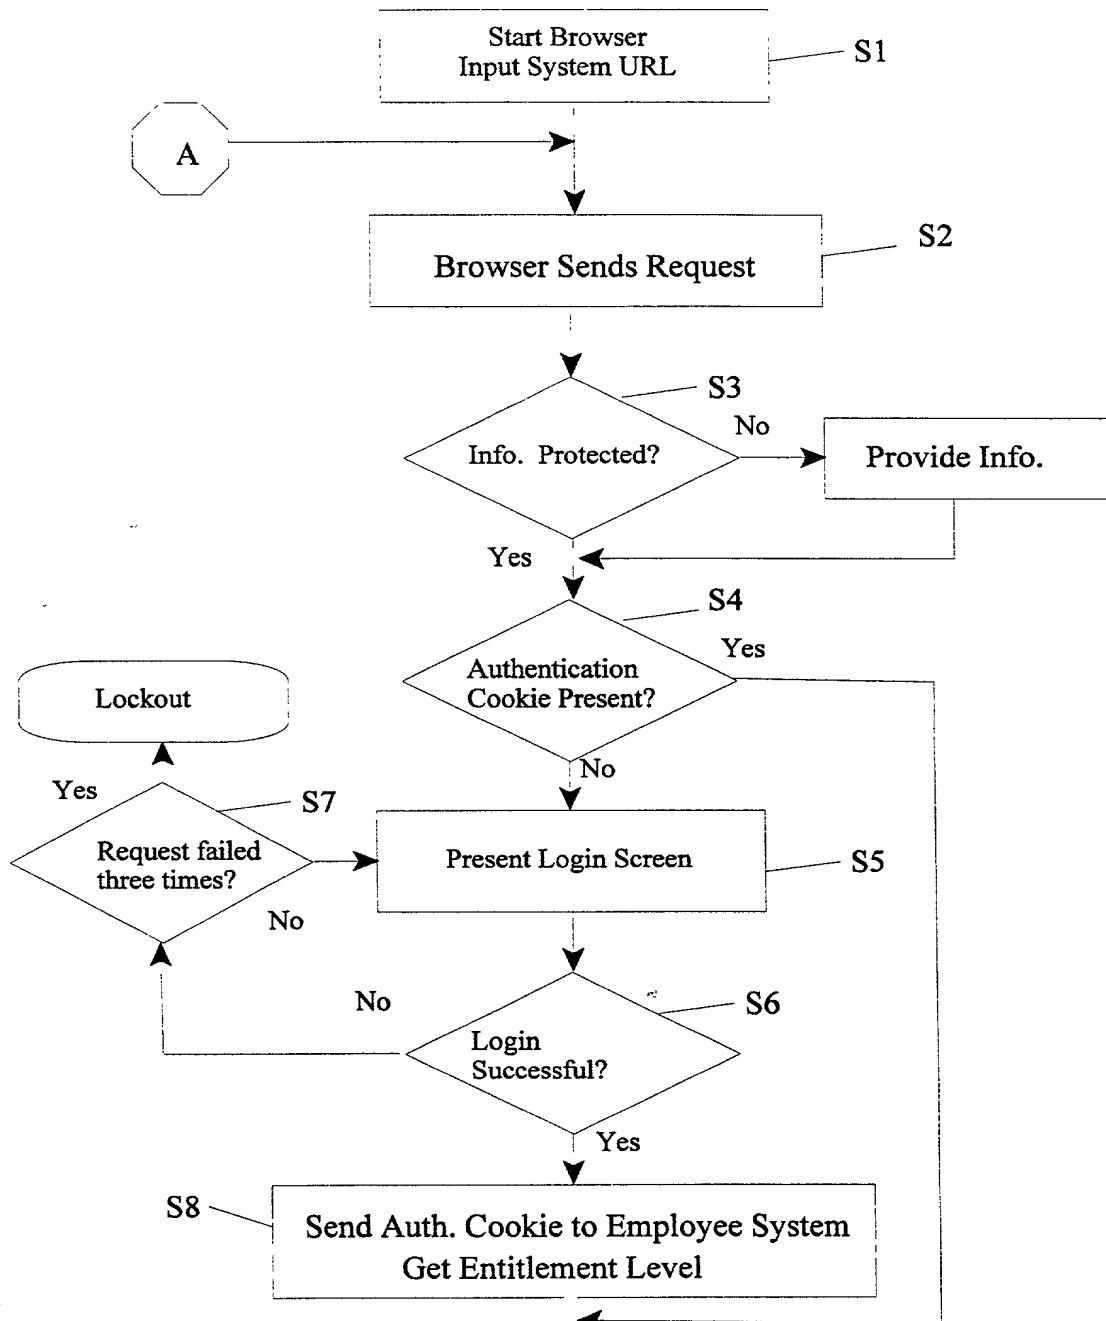 Start Browser
Input System URL
S1
A
Browser Sends Request
S2
S3
Info. Protected?
No
Provide Info.
Yes
S4
Authentication
Cookie Present?
Yes
Lockout
No
Yes
S7
Request failed
three times?
No
Present Login Screen
S5
No
S6
Login
Successful?
Yes
S8
Send Auth. Cookie to Employee System
Get Entitlement Level